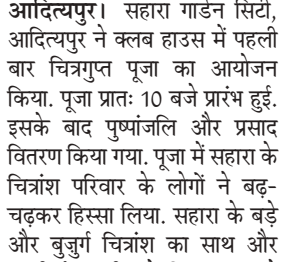 आदित्यपुर। सहारा गार्डन सिटी,
आदित्यपुर ने क्लब हाउस में पहली
बार चित्रगुप्त पूजा का आयोजन
किया. पूजा प्रातः 10 बजे प्रारंभ हुई.
इसके बाद पुष्पांजलि और प्रसाद
वितरण किया गया. पूजा में सहारा के
चित्रांश परिवार के लोगों ने बढ़-
चढ़कर हिस्सा लिया. सहारा के बड़े
और बुजुर्ग चित्रांश का साथ और